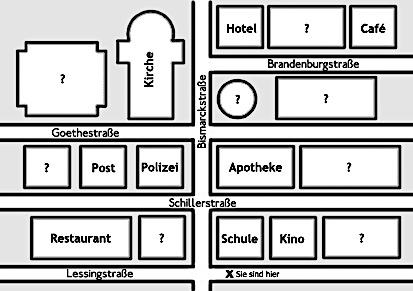 Hotel ? Café
Kirche
?
Brandenburgstraße
Bismarckstraße
? ?
Goethestraße
? Post Polizei Apotheke ?
Schillerstraße
Restaurant ? Schule Kino ?
Lessingstraße
X Sie sind hier